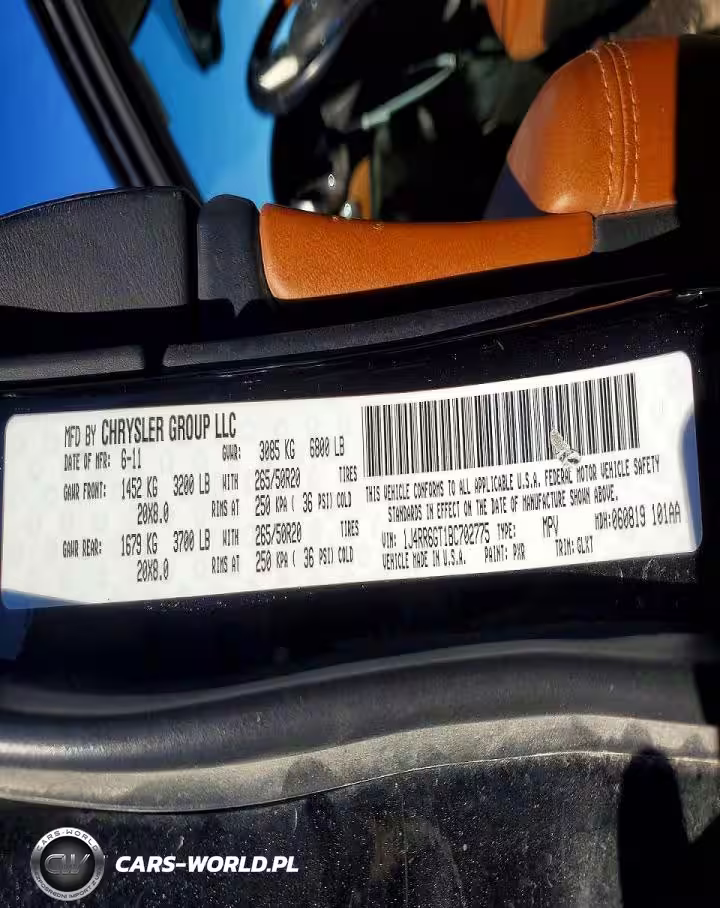 MFD BY CHRYSLER GROUP LLC
DATE OF MFR: 6-11 GVWR: 3085 KG 6800 LB
GAWR FRONT: 1452 KG 3200 LB WITH 265/50R20 TIRES
20X8.0 RIMS AT 250 KPA ( 36 PSI) COLD
GAWR REAR: 1679 KG 3700 LB WITH 265/50R20 TIRES
20X8.0 RIMS AT 250 KPA ( 36 PSI) COLD
THIS VEHICLE CONFORMS TO ALL APPLICABLE U.S.A. FEDERAL MOTOR VEHICLE SAFETY
STANDARDS IN EFFECT ON THE DATE OF MANUFACTURE SHOWN ABOVE.
VIN: 1J4RR6GT1BC702775 TYPE: MPV MDH:060819 101AA
VEHICLE MADE IN U.S.A. PAINT: PXR TRIM:
CARS-WORLD
CW
CARS-WORLD.PL